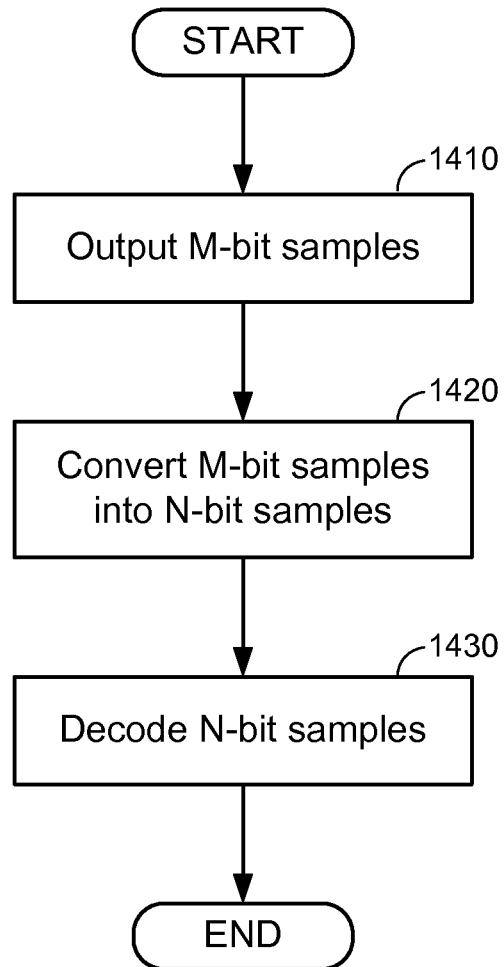 START
1410
Output M-bit samples
1420
Convert M-bit samples
into N-bit samples
1430
Decode N-bit samples
END